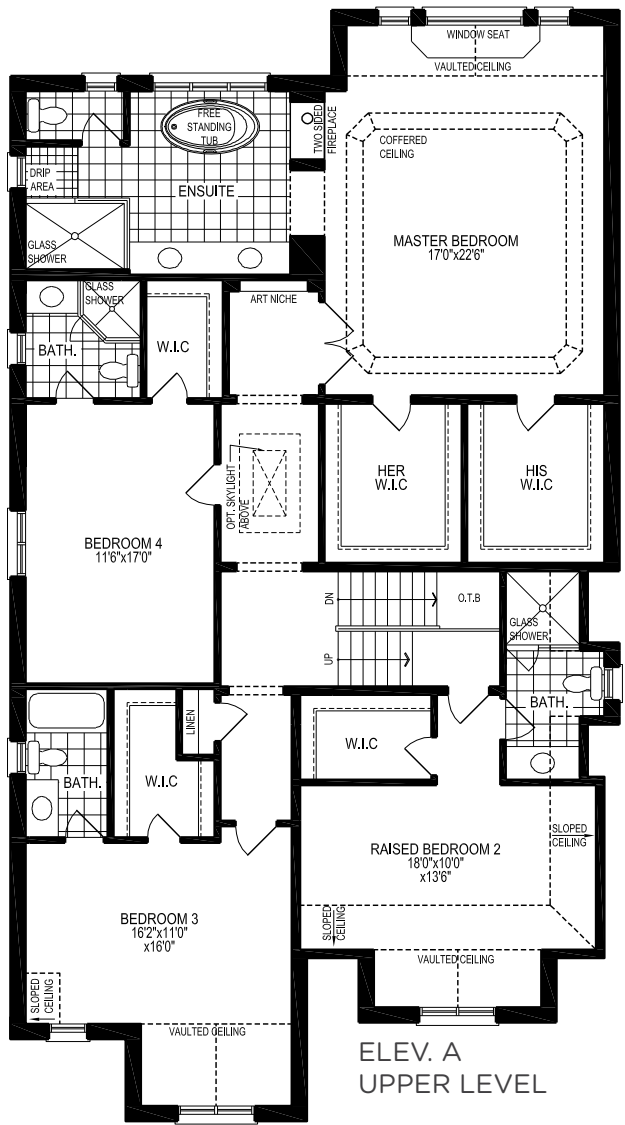 WINDOW SEAT
VAULTED CEILING
FREE
STANDING
TUB
TWO SIDED
FIREPLACE
COFFERED
CEILING
DRIP
AREA
ENSUITE
GLASS
SHOWER
MASTER BEDROOM
17'0"x22'6"
GLASS
SHOWER
ART NICHE
BATH.
W.I.C
HER
W.I.C
HIS
W.I.C
OPT. SKYLIGHT
ABOVE
BEDROOM 4
11'6"x17'0"
DN
O.T.B
UP
GLASS
SHOWER
BATH.
LINEN
W.I.C
BATH.
W.I.C
RAISED BEDROOM 2
18'0"x10'0"
x13'6"
SLOPED
CEILING
SLOPED
CEILING
BEDROOM 3
16'2"x11'0"
x16'0"
VAULTED CEILING
SLOPED
CEILING
VAULTED CEILING
ELEV. A
UPPER LEVEL